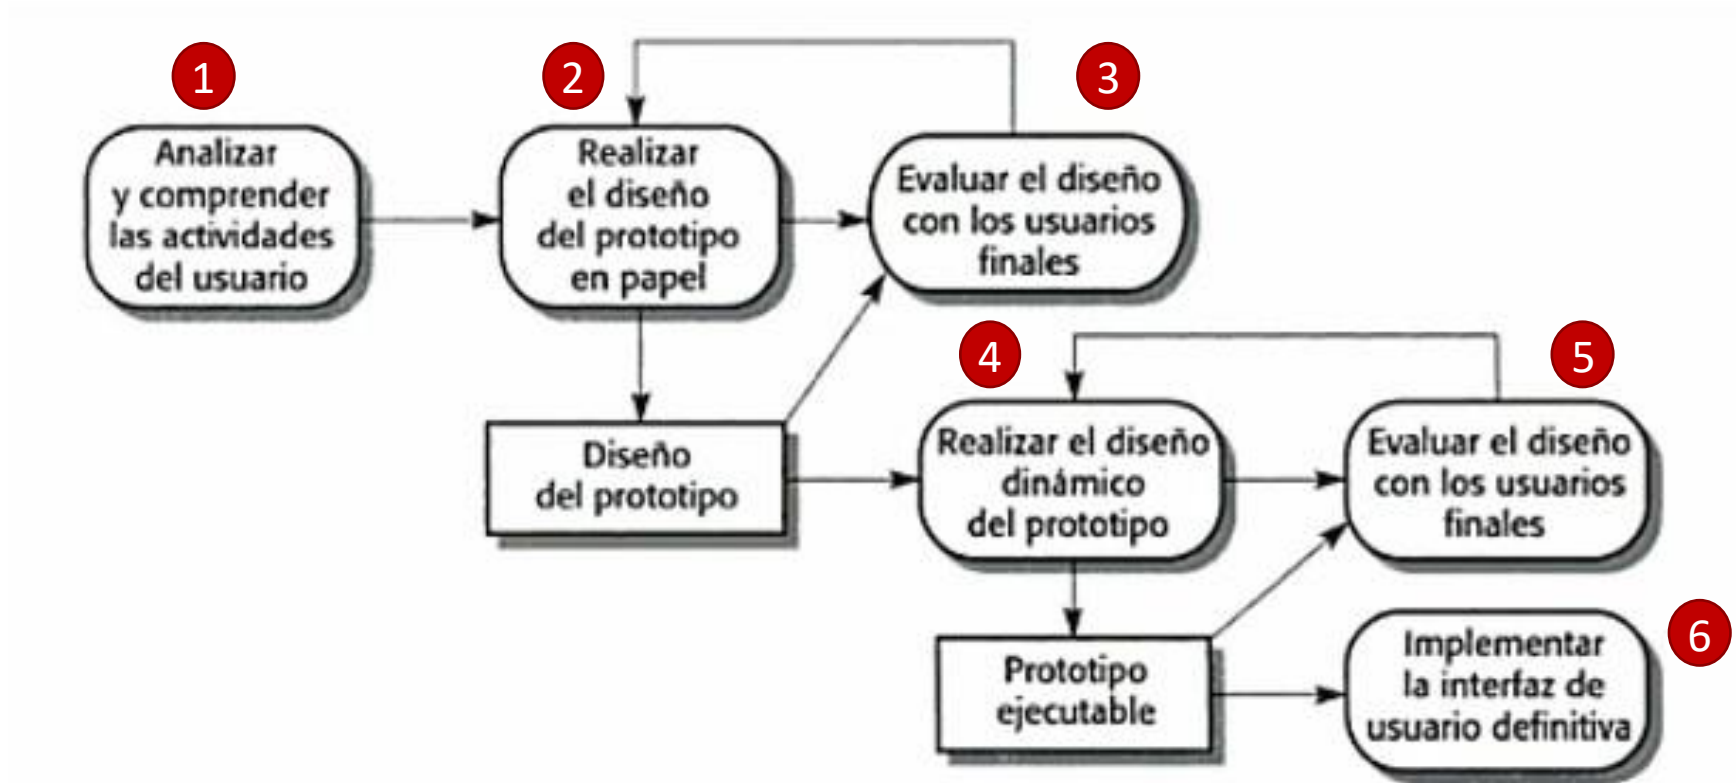 1
Analizar
y comprender
las actividades
del usuario
2
Realizar
el diseño
del prototipo
en papel
3
Evaluar el diseño
con los usuarios
finales
Diseño
del prototipo
4
Realizar el diseño
dinámico
del prototipo
5
Evaluar el diseño
con los usuarios
finales
Prototipo
ejecutable
6
Implementar
la interfaz de
usuario definitiva